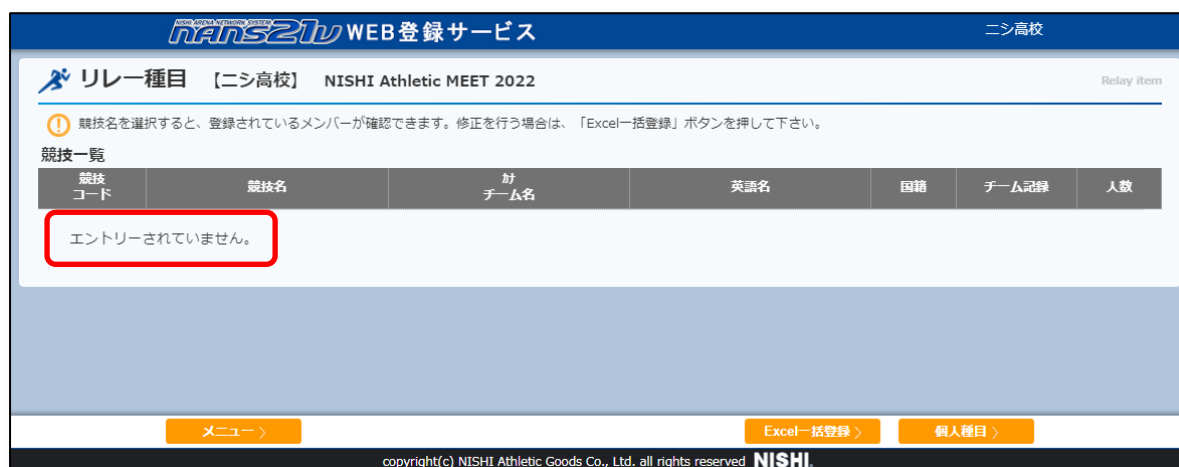 NISHI ARENA NETWORK SYSTEM
nans21V WEB登録サービス ニシ高校
リレー種目 【ニシ高校】 NISHI Athletic MEET 2022 Relay item
競技名を選択すると、登録されているメンバーが確認できます。修正を行う場合は、「Excel一括登録」ボタンを押して下さい。
競技一覧
競技 ｶﾅ
コード 競技名 チーム名 英語名 国籍 チーム記録 人数
エントリーされていません。
メニュー 〉 Excel一括登録 〉 個人種目 〉
copyright(c) NISHI Athletic Goods Co., Ltd. all rights reserved NISHI.